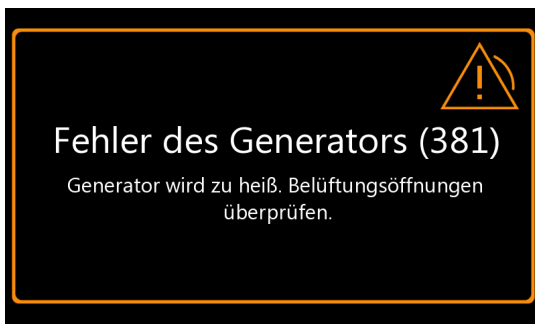 Fehler des Generators (381)
Generator wird zu heiß. Belüftungsöffnungen
überprüfen.